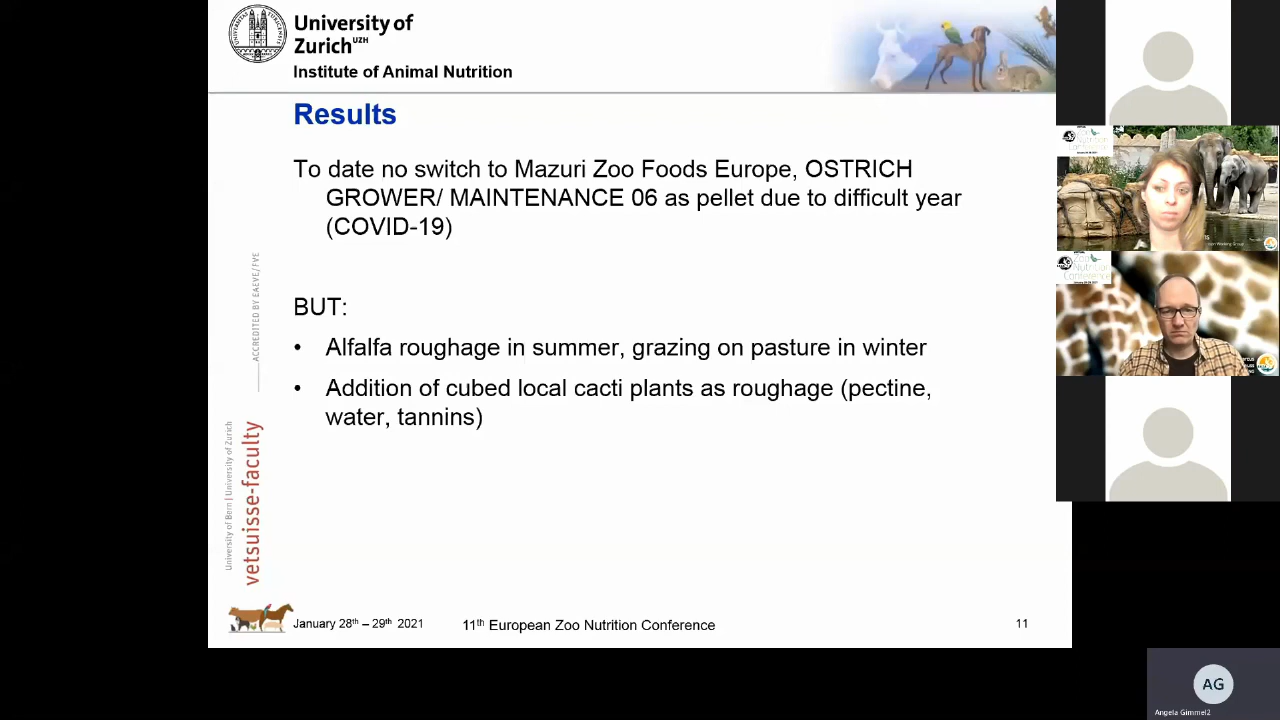 University of
Zurich UZH
Institute of Animal Nutrition
Results
To date no switch to Mazuri Zoo Foods Europe, OSTRICH
GROWER/ MAINTENANCE 06 as pellet due to difficult year
(COVID-19)
BUT:
• Alfalfa roughage in summer, grazing on pasture in winter
• Addition of cubed local cacti plants as roughage (pectine,
water, tannins)
ACCREDITED BY EAEVE/FVE
University of Bern | University of Zurich
vetsuisse-faculty
January 28th – 29th 2021
11th European Zoo Nutrition Conference
11
Zoo
Nutrition
Conference
AG
Angela Gimmel2